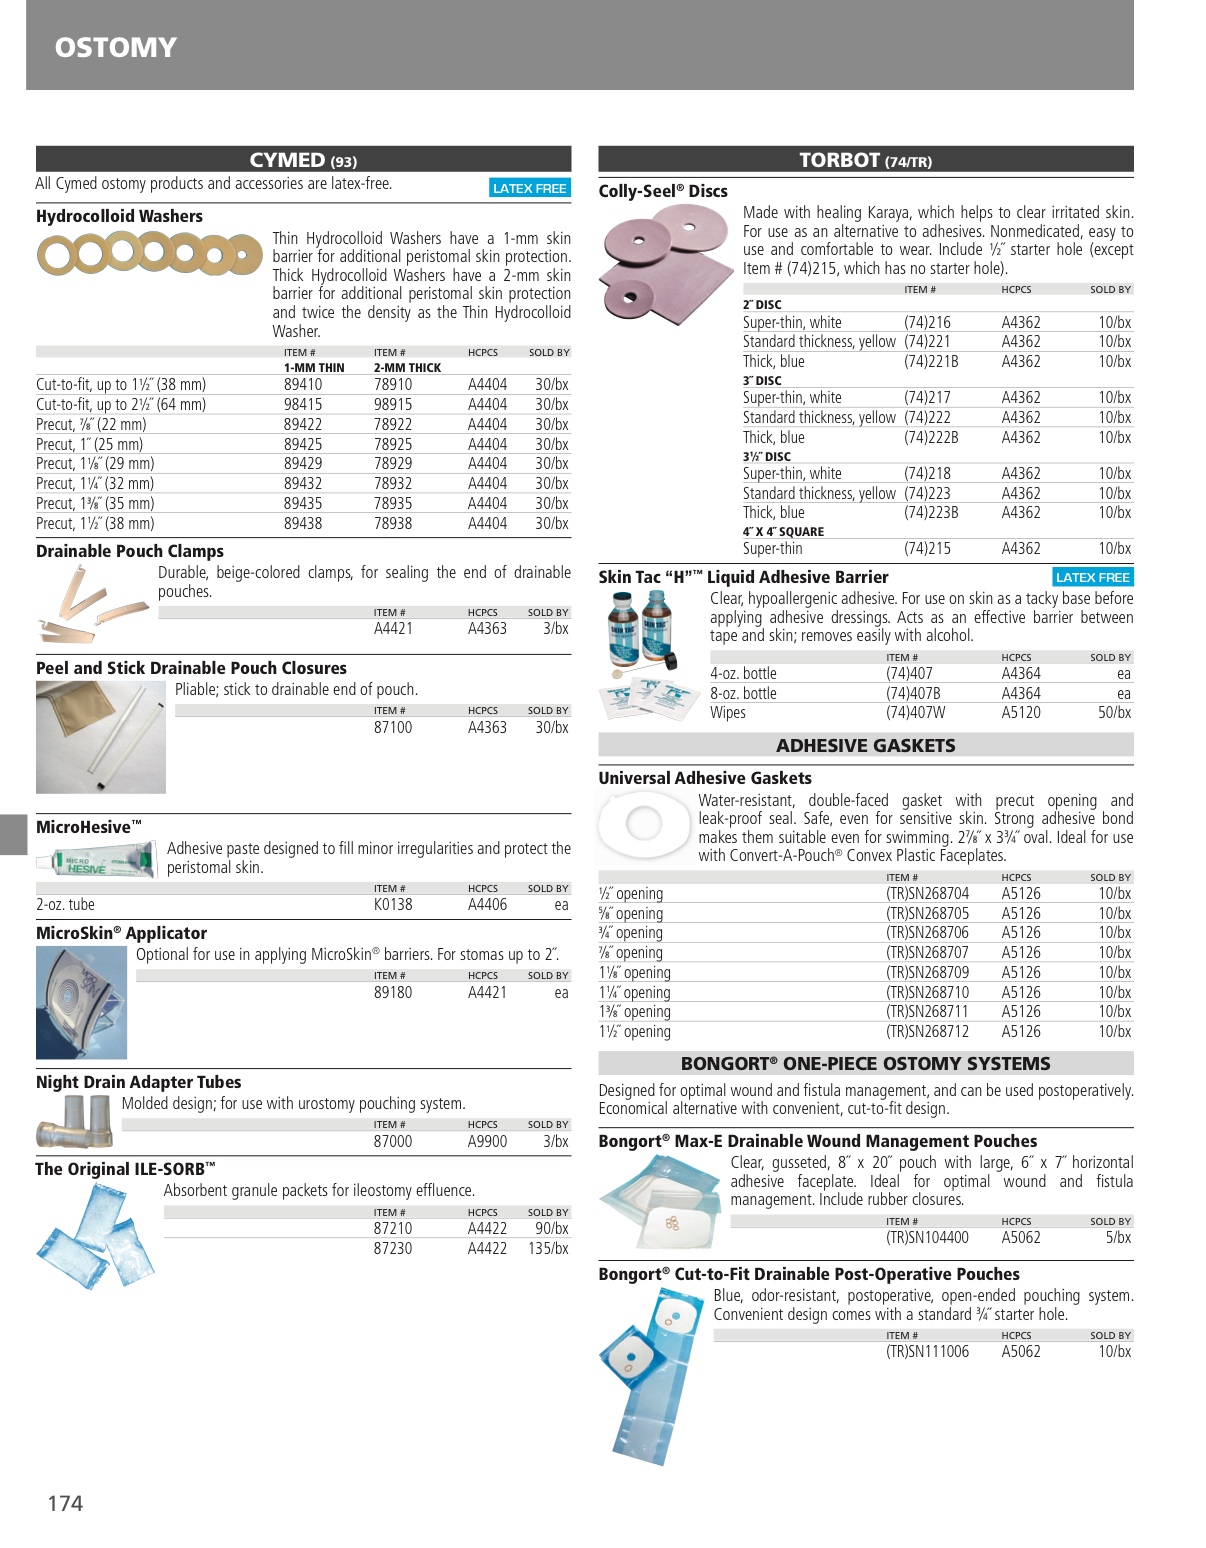 OSTOMY
CYMED (93)
All Cymed ostomy products and accessories are latex-free.
LATEX FREE
Hydrocolloid Washers
Thin Hydrocolloid Washers have a 1-mm skin
barrier for additional peristomal skin protection.
Thick Hydrocolloid Washers have a 2-mm skin
barrier for additional peristomal skin protection
and twice the density as the Thin Hydrocolloid
Washer.
ITEM # ITEM # HCPCS SOLD BY
1-MM THIN 2-MM THICK
Cut-to-fit, up to 1½˝ (38 mm) 89410 78910 A4404 30/bx
Cut-to-fit, up to 2½˝ (64 mm) 98415 98915 A4404 30/bx
Precut, ⅞˝ (22 mm) 89422 78922 A4404 30/bx
Precut, 1˝ (25 mm) 89425 78925 A4404 30/bx
Precut, 1⅛˝ (29 mm) 89429 78929 A4404 30/bx
Precut, 1¼˝ (32 mm) 89432 78932 A4404 30/bx
Precut, 1⅜˝ (35 mm) 89435 78935 A4404 30/bx
Precut, 1½˝ (38 mm) 89438 78938 A4404 30/bx
Drainable Pouch Clamps
Durable, beige-colored clamps, for sealing the end of drainable
pouches.
ITEM # HCPCS SOLD BY
A4421 A4363 3/bx
Peel and Stick Drainable Pouch Closures
Pliable; stick to drainable end of pouch.
ITEM # HCPCS SOLD BY
87100 A4363 30/bx
MicroHesive™
MICRO
HESIVE
Adhesive paste designed to fill minor irregularities and protect the
peristomal skin.
ITEM # HCPCS SOLD BY
2-oz. tube K0138 A4406 ea
MicroSkin® Applicator
Optional for use in applying MicroSkin® barriers. For stomas up to 2˝.
ITEM # HCPCS SOLD BY
89180 A4421 ea
Night Drain Adapter Tubes
Molded design; for use with urostomy pouching system.
ITEM # HCPCS SOLD BY
87000 A9900 3/bx
The Original ILE-SORB™
Absorbent granule packets for ileostomy effluence.
ITEM # HCPCS SOLD BY
87210 A4422 90/bx
87230 A4422 135/bx
TORBOT (74/TR)
Colly-Seel® Discs
Made with healing Karaya, which helps to clear irritated skin.
For use as an alternative to adhesives. Nonmedicated, easy to
use and comfortable to wear. Include ½˝ starter hole (except
Item # (74)215, which has no starter hole).
ITEM # HCPCS SOLD BY
2˝ DISC
Super-thin, white (74)216 A4362 10/bx
Standard thickness, yellow (74)221 A4362 10/bx
Thick, blue (74)221B A4362 10/bx
3˝ DISC
Super-thin, white (74)217 A4362 10/bx
Standard thickness, yellow (74)222 A4362 10/bx
Thick, blue (74)222B A4362 10/bx
3½˝ DISC
Super-thin, white (74)218 A4362 10/bx
Standard thickness, yellow (74)223 A4362 10/bx
Thick, blue (74)223B A4362 10/bx
4˝ X 4˝ SQUARE
Super-thin (74)215 A4362 10/bx
Skin Tac “H”™ Liquid Adhesive Barrier
LATEX FREE
SKIN TAC
Clear, hypoallergenic adhesive. For use on skin as a tacky base before
applying adhesive dressings. Acts as an effective barrier between
tape and skin; removes easily with alcohol.
ITEM # HCPCS SOLD BY
4-oz. bottle (74)407 A4364 ea
8-oz. bottle (74)407B A4364 ea
Wipes (74)407W A5120 50/bx
ADHESIVE GASKETS
Universal Adhesive Gaskets
Water-resistant, double-faced gasket with precut opening and
leak-proof seal. Safe, even for sensitive skin. Strong adhesive bond
makes them suitable even for swimming. 2⅞˝ x 3¾˝ oval. Ideal for use
with Convert-A-Pouch® Convex Plastic Faceplates.
ITEM # HCPCS SOLD BY
½˝ opening (TR)SN268704 A5126 10/bx
⅝˝ opening (TR)SN268705 A5126 10/bx
¾˝ opening (TR)SN268706 A5126 10/bx
⅞˝ opening (TR)SN268707 A5126 10/bx
1⅛˝ opening (TR)SN268709 A5126 10/bx
1¼˝ opening (TR)SN268710 A5126 10/bx
1⅜˝ opening (TR)SN268711 A5126 10/bx
1½˝ opening (TR)SN268712 A5126 10/bx
BONGORT® ONE-PIECE OSTOMY SYSTEMS
Designed for optimal wound and fistula management, and can be used postoperatively.
Economical alternative with convenient, cut-to-fit design.
Bongort® Max-E Drainable Wound Management Pouches
Clear, gusseted, 8˝ x 20˝ pouch with large, 6˝ x 7˝ horizontal
adhesive faceplate. Ideal for optimal wound and fistula
management. Include rubber closures.
ITEM # HCPCS SOLD BY
(TR)SN104400 A5062 5/bx
Bongort® Cut-to-Fit Drainable Post-Operative Pouches
Blue, odor-resistant, postoperative, open-ended pouching system.
Convenient design comes with a standard ¾˝ starter hole.
ITEM # HCPCS SOLD BY
(TR)SN111006 A5062 10/bx
174